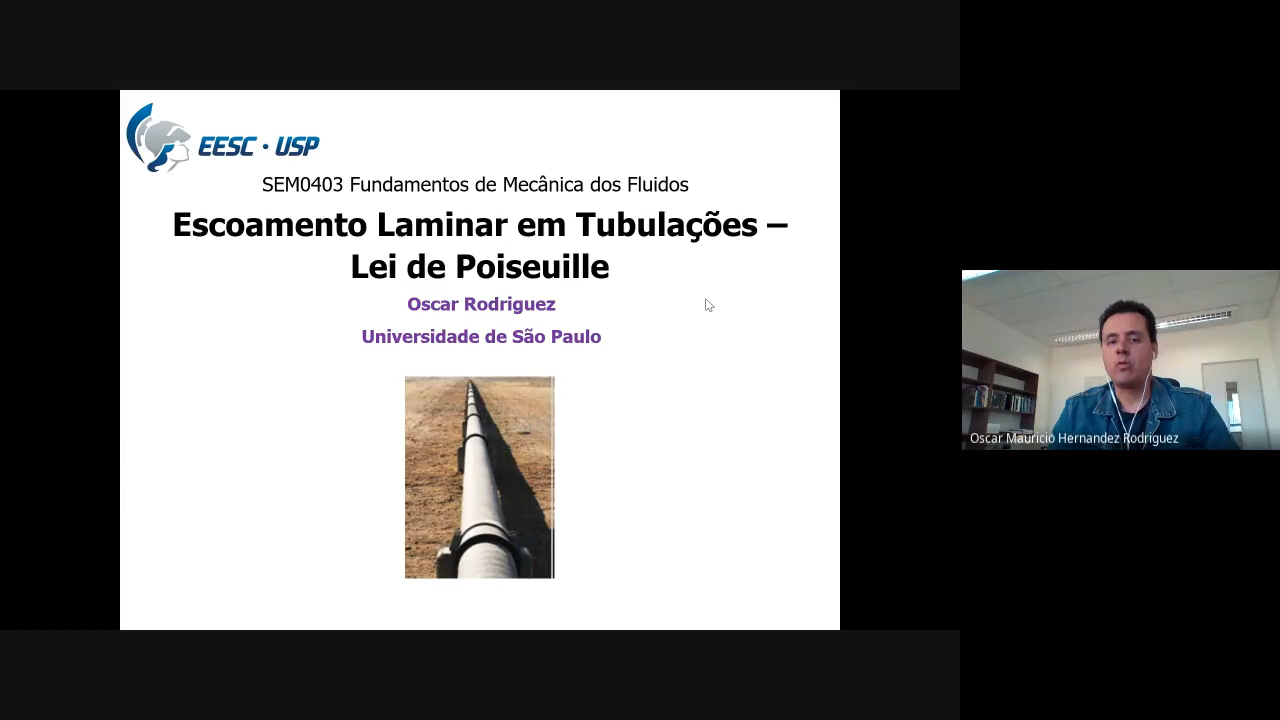 EESC • USP
SEM0403 Fundamentos de Mecânica dos Fluidos
Escoamento Laminar em Tubulações –
Lei de Poiseuille
Oscar Rodriguez
Universidade de São Paulo
Oscar Mauricio Hernandez Rodriguez